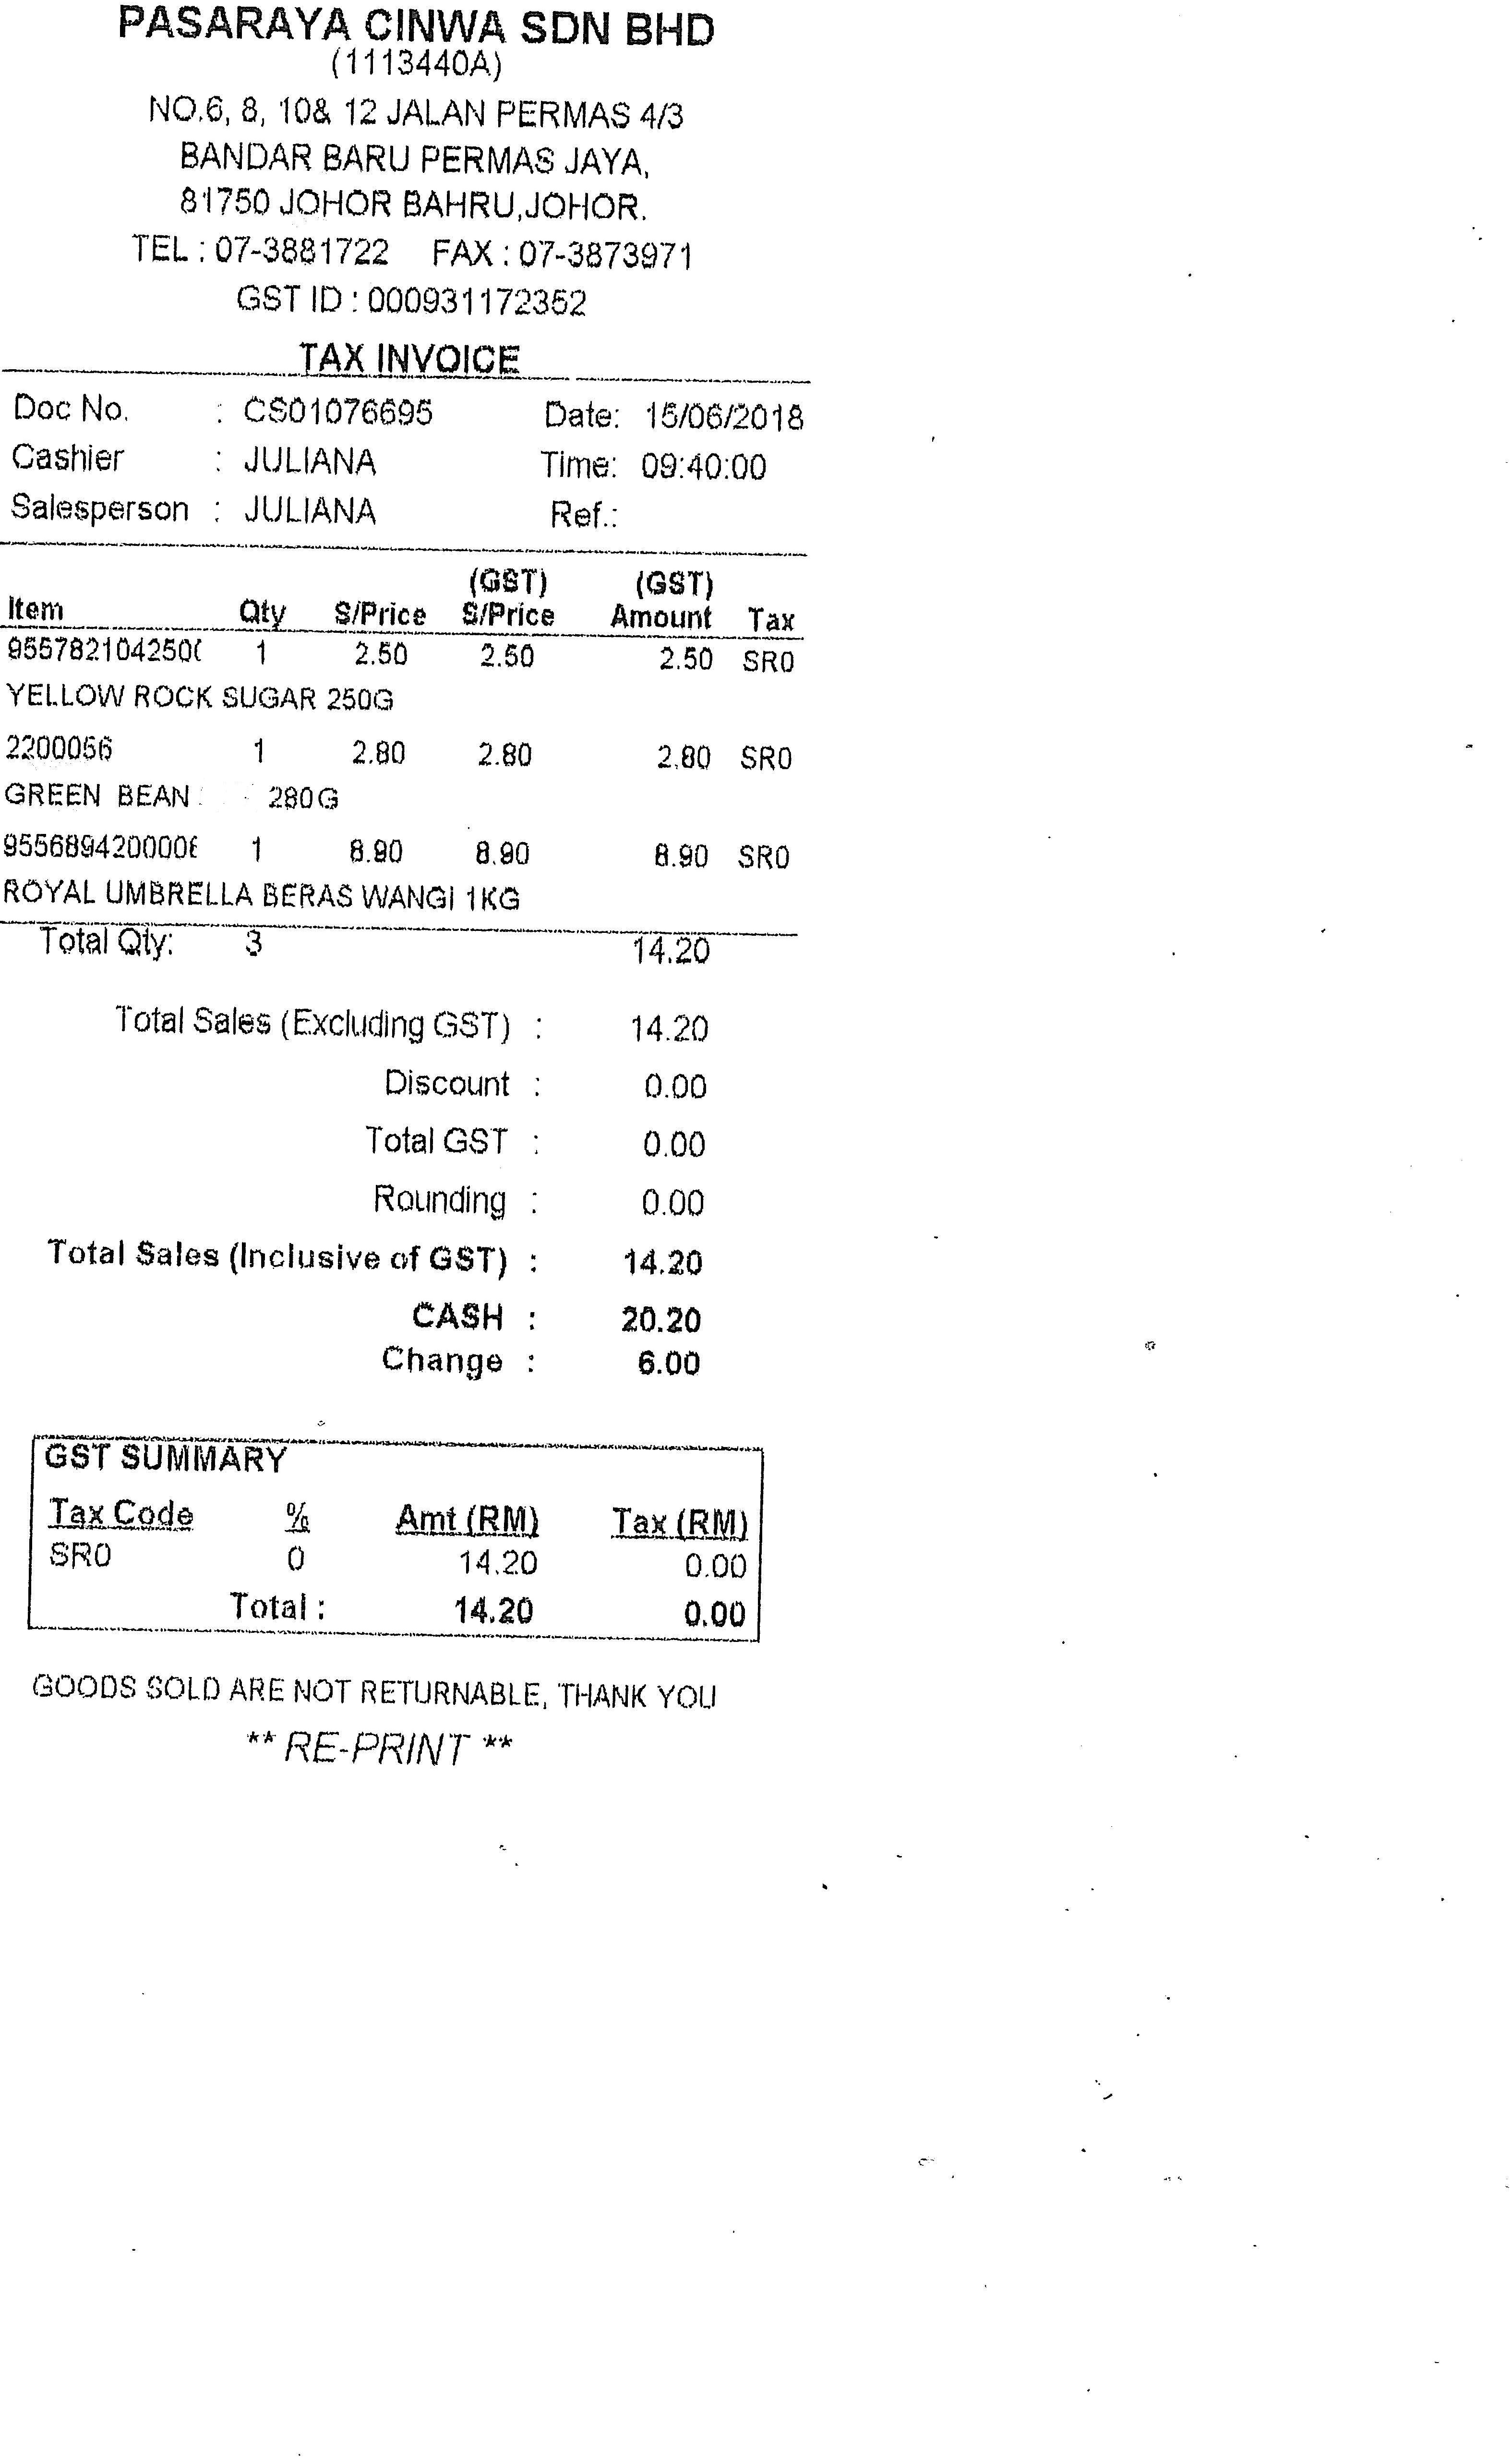 PASARAYA CINWA SDN BHD
(1113440A)
NO.6, 8, 10& 12 JALAN PERMAS 4/3
BANDAR BARU PERMAS JAYA,
81750 JOHOR BAHRU,JOHOR.
TEL : 07-3881722 FAX : 07-3873971
GST ID : 000931172352
TAX INVOICE
Doc No. : CS01076695 Date: 15/06/2018
Cashier : JULIANA Time: 09:40:00
Salesperson : JULIANA Ref.:
(GST) (GST)
Item Qty S/Price S/Price Amount Tax
955782104250 1 2.50 2.50 2.50 SR0
YELLOW ROCK SUGAR 250G
2200056 1 2.80 2.80 2.80 SR0
GREEN BEAN 280G
955689420000 1 8.90 8.90 8.90 SR0
ROYAL UMBRELLA BERAS WANGI 1KG
Total Qty: 3 14.20
Total Sales (Excluding GST) : 14.20
Discount : 0.00
Total GST : 0.00
Rounding : 0.00
Total Sales (Inclusive of GST) : 14.20
CASH : 20.20
Change : 6.00
GST SUMMARY
Tax Code % Amt (RM) Tax (RM)
SR0 0 14.20 0.00
Total : 14.20 0.00
GOODS SOLD ARE NOT RETURNABLE, THANK YOU
** RE-PRINT **